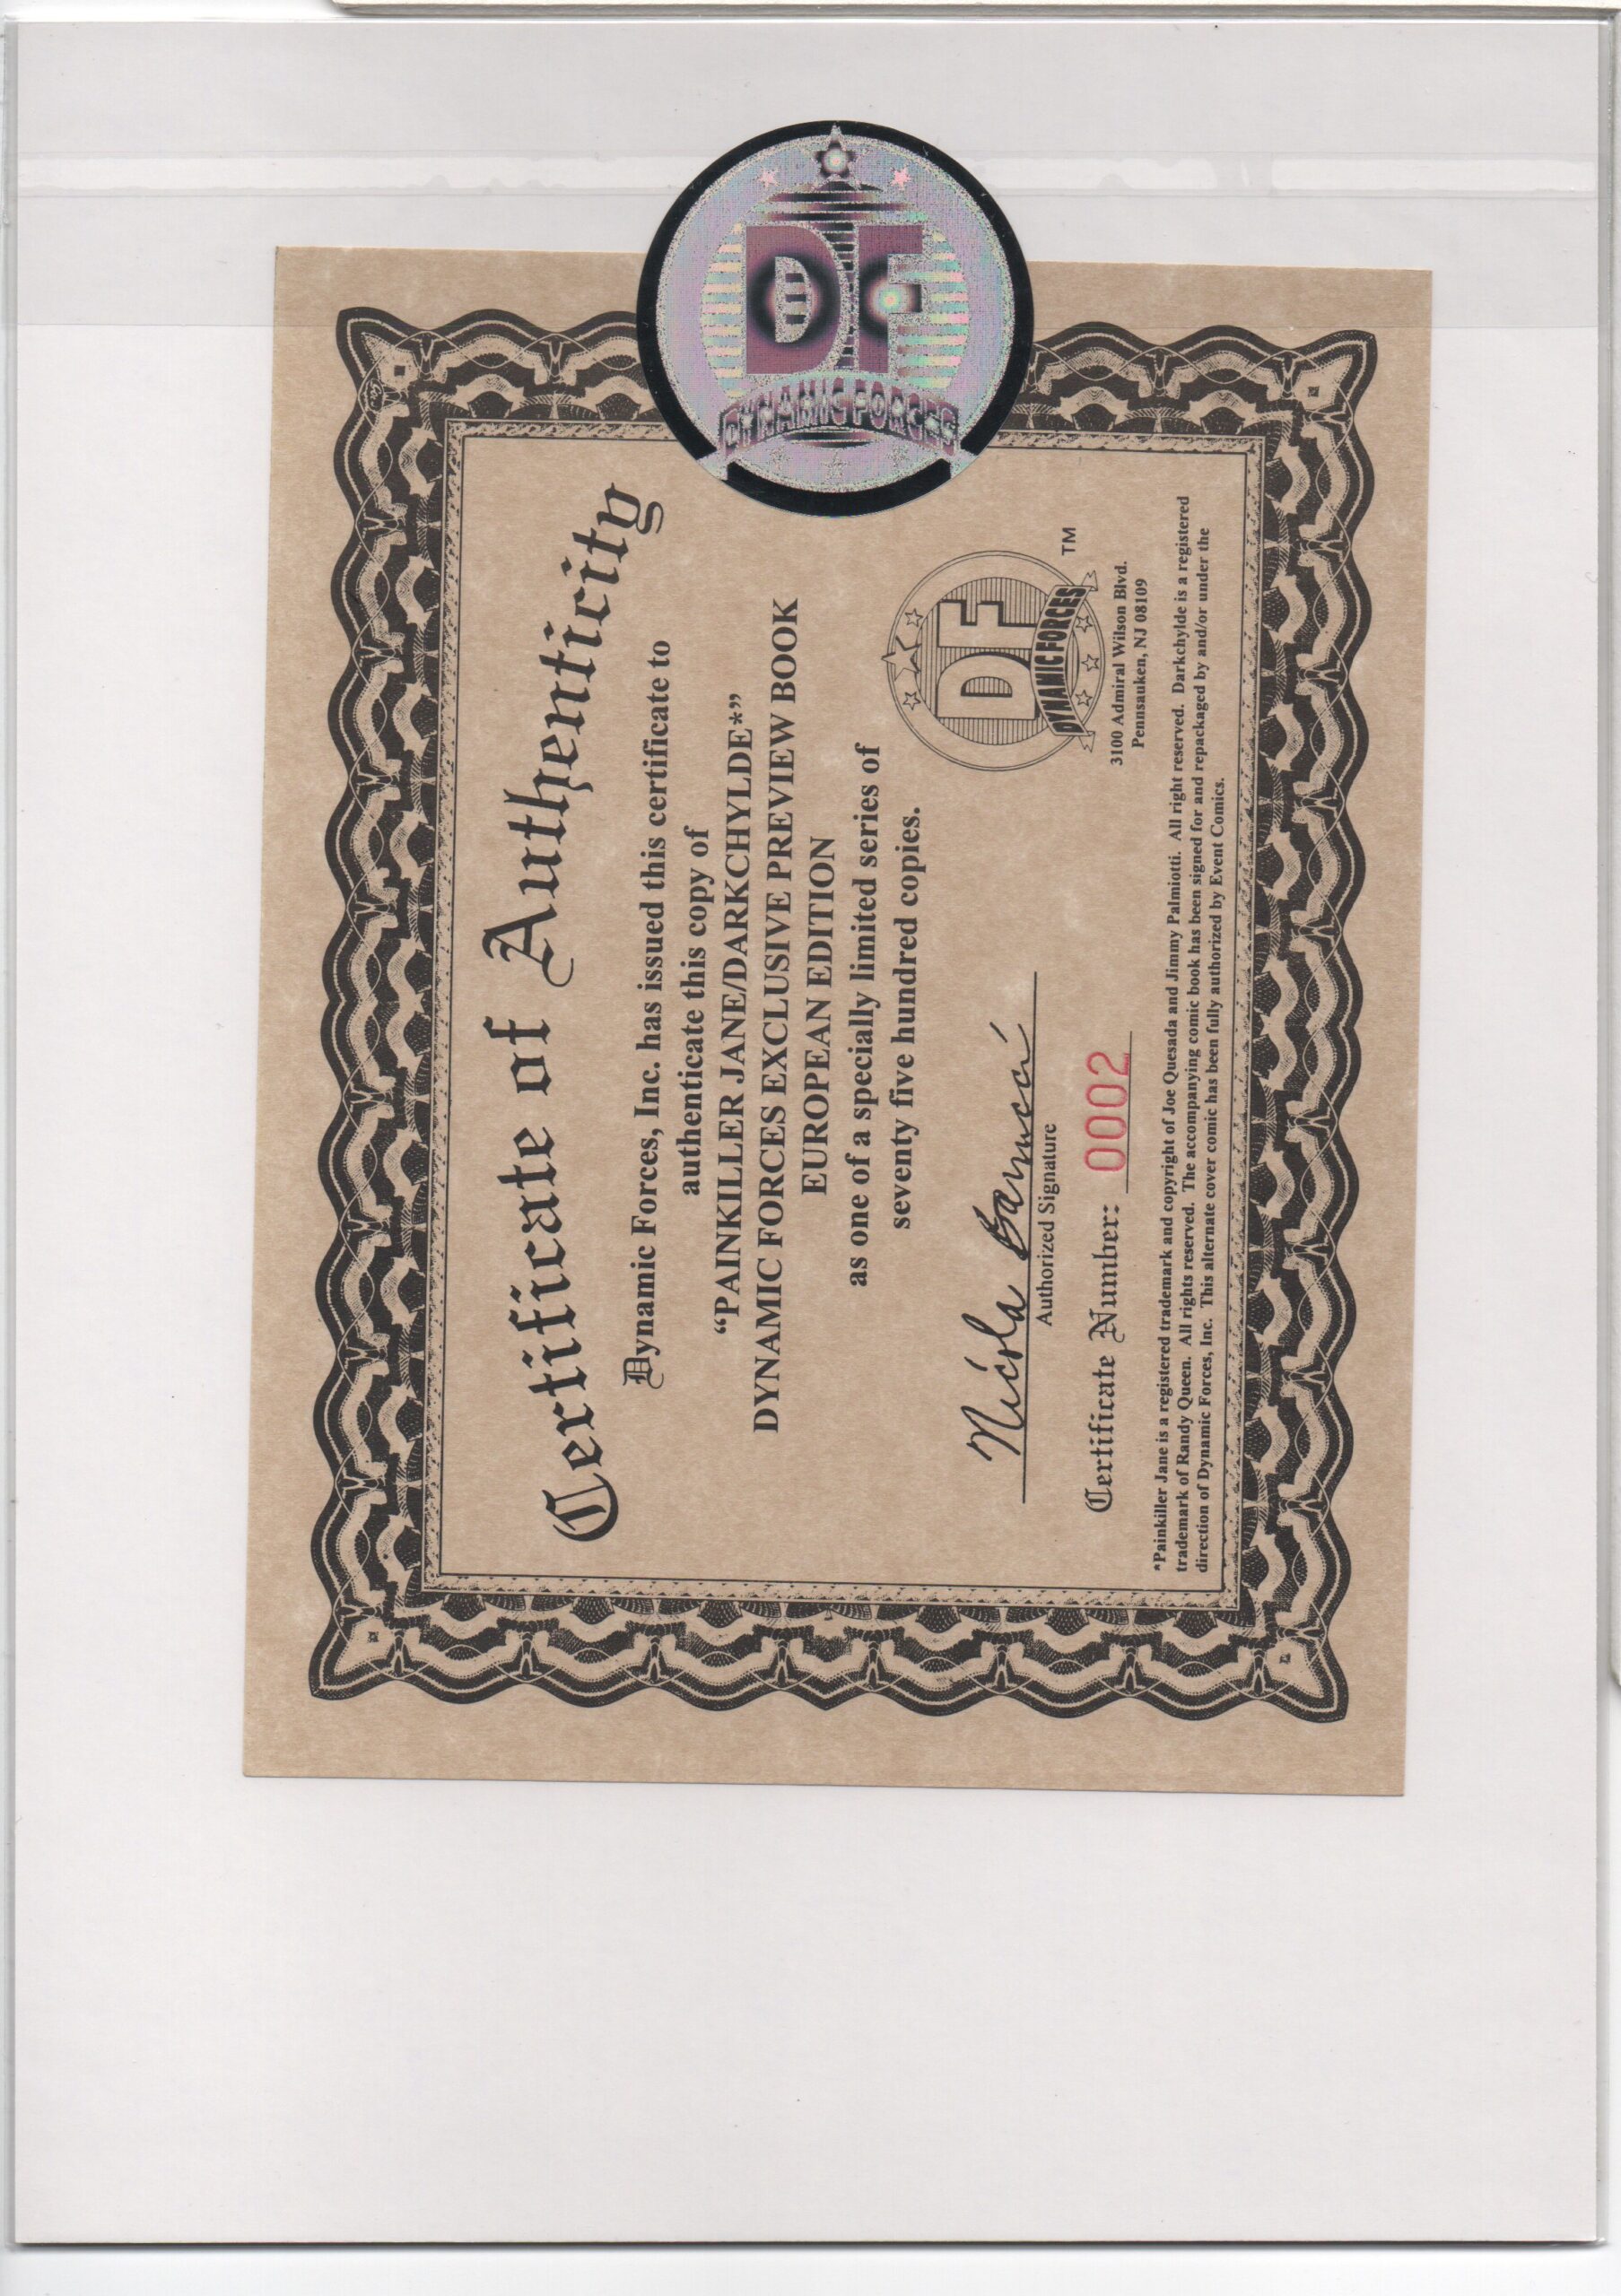 DF
DYNAMIC FORCES
Certificate of Authenticity
Dynamic Forces, Inc. has issued this certificate to
authenticate this copy of
“PAINKILLER JANE/DARKCHYLDE*”
DYNAMIC FORCES EXCLUSIVE PREVIEW BOOK
EUROPEAN EDITION
as one of a specially limited series of
seventy five hundred copies.
Nicola Barrucci
Authorized Signature
Certificate Number: 0002
DF
DYNAMIC FORCES
TM
3100 Admiral Wilson Blvd.
Pennsauken, NJ 08109
*Painkiller Jane is a registered trademark and copyright of Joe Quesada and Jimmy Palmiotti. All right reserved. Darkchylde is a registered
trademark of Randy Queen. All rights reserved. The accompanying comic book has been signed for and repackaged by and/or under the
direction of Dynamic Forces, Inc. This alternate cover comic has been fully authorized by Event Comics.